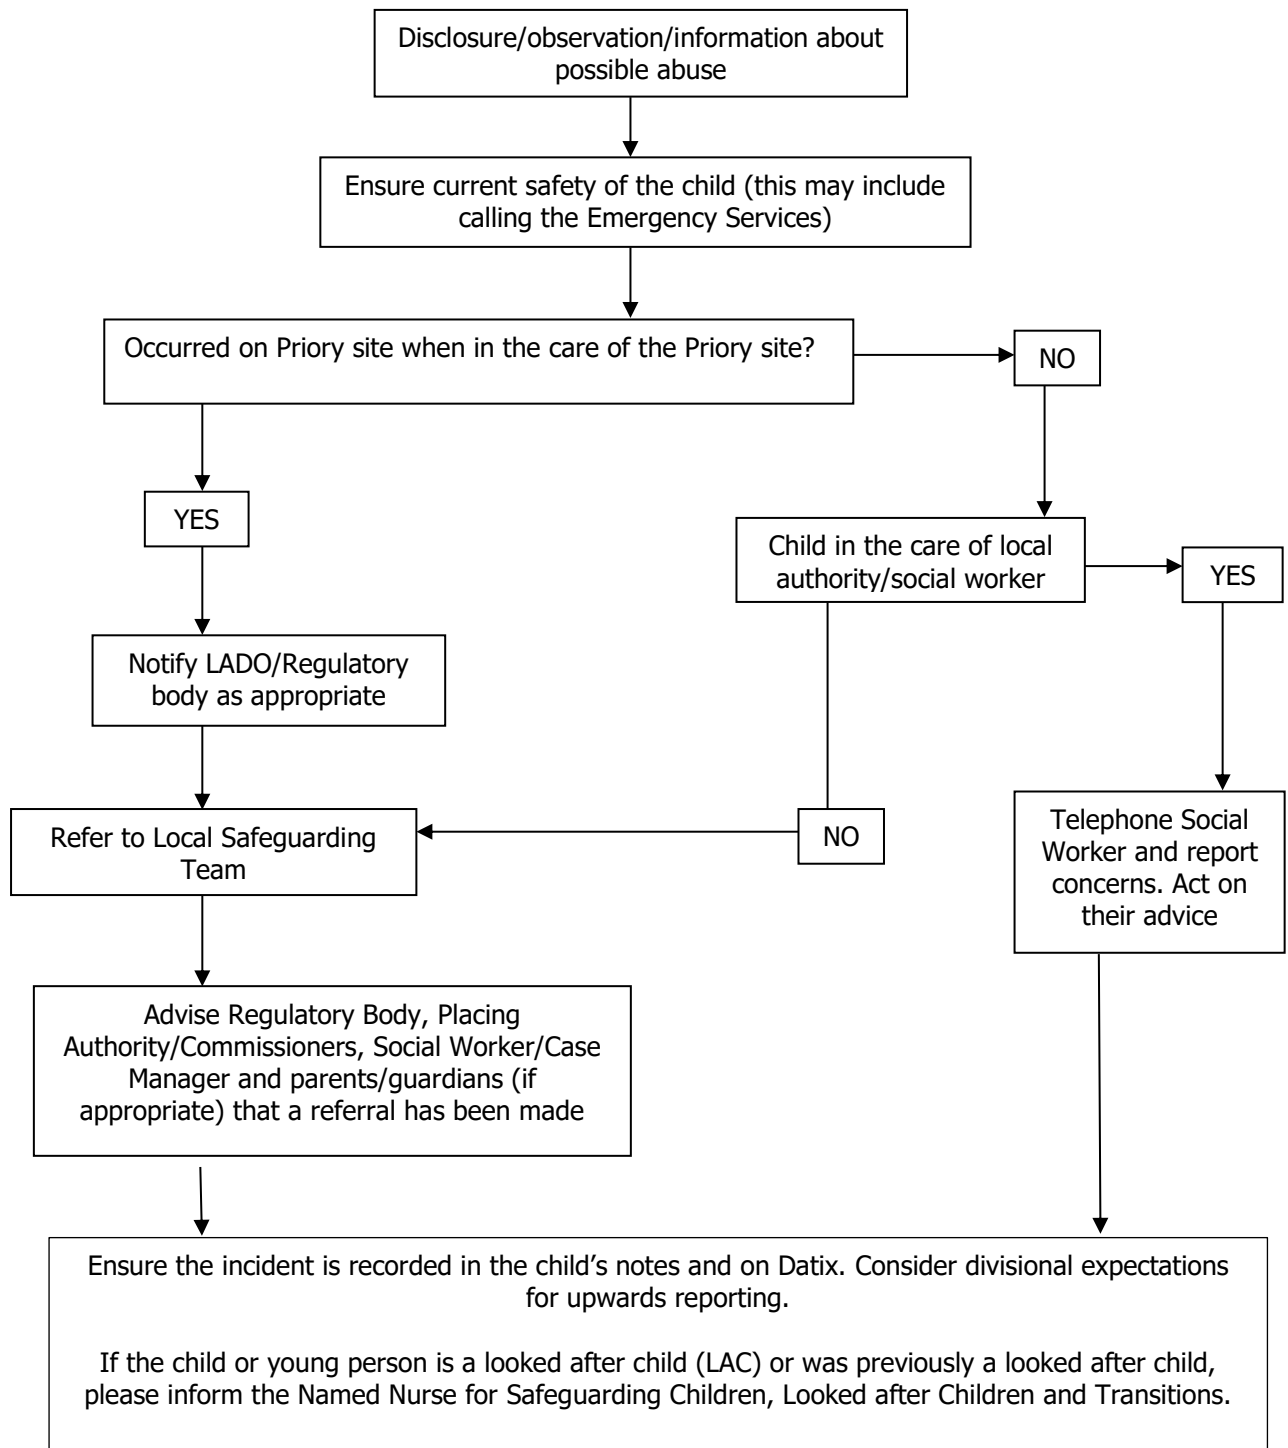 Disclosure/observation/information about
possible abuse
Ensure current safety of the child (this may include
calling the Emergency Services)
Occurred on Priory site when in the care of the Priory site?
NO
YES
Child in the care of local
authority/social worker
YES
Notify LADO/Regulatory
body as appropriate
Refer to Local Safeguarding
Team
NO
Telephone Social
Worker and report
concerns. Act on
their advice
Advise Regulatory Body, Placing
Authority/Commissioners, Social Worker/Case
Manager and parents/guardians (if
appropriate) that a referral has been made
Ensure the incident is recorded in the child’s notes and on Datix. Consider divisional expectations
for upwards reporting.
If the child or young person is a looked after child (LAC) or was previously a looked after child,
please inform the Named Nurse for Safeguarding Children, Looked after Children and Transitions.